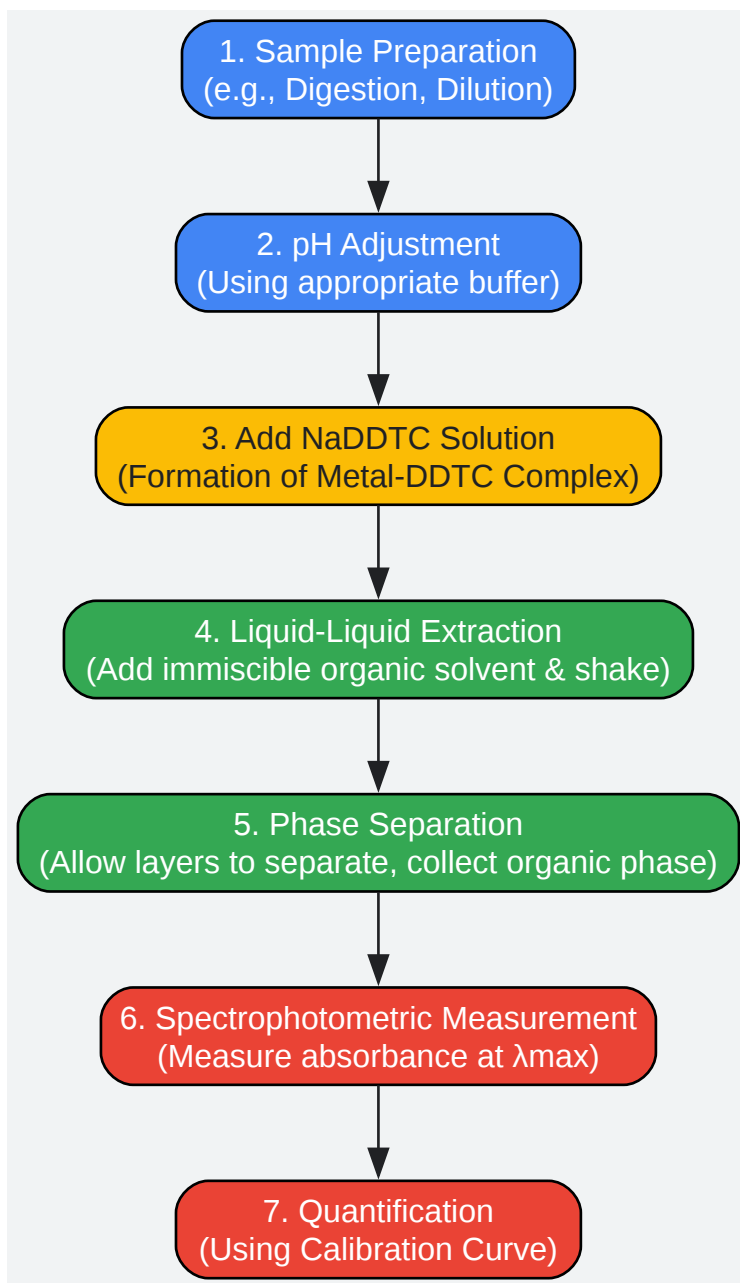 1. Sample Preparation
(e.g., Digestion, Dilution)
2. pH Adjustment
(Using appropriate buffer)
3. Add NaDDTC Solution
(Formation of Metal-DDTC Complex)
4. Liquid-Liquid Extraction
(Add immiscible organic solvent & shake)
5. Phase Separation
(Allow layers to separate, collect organic phase)
6. Spectrophotometric Measurement
(Measure absorbance at λmax)
7. Quantification
(Using Calibration Curve)